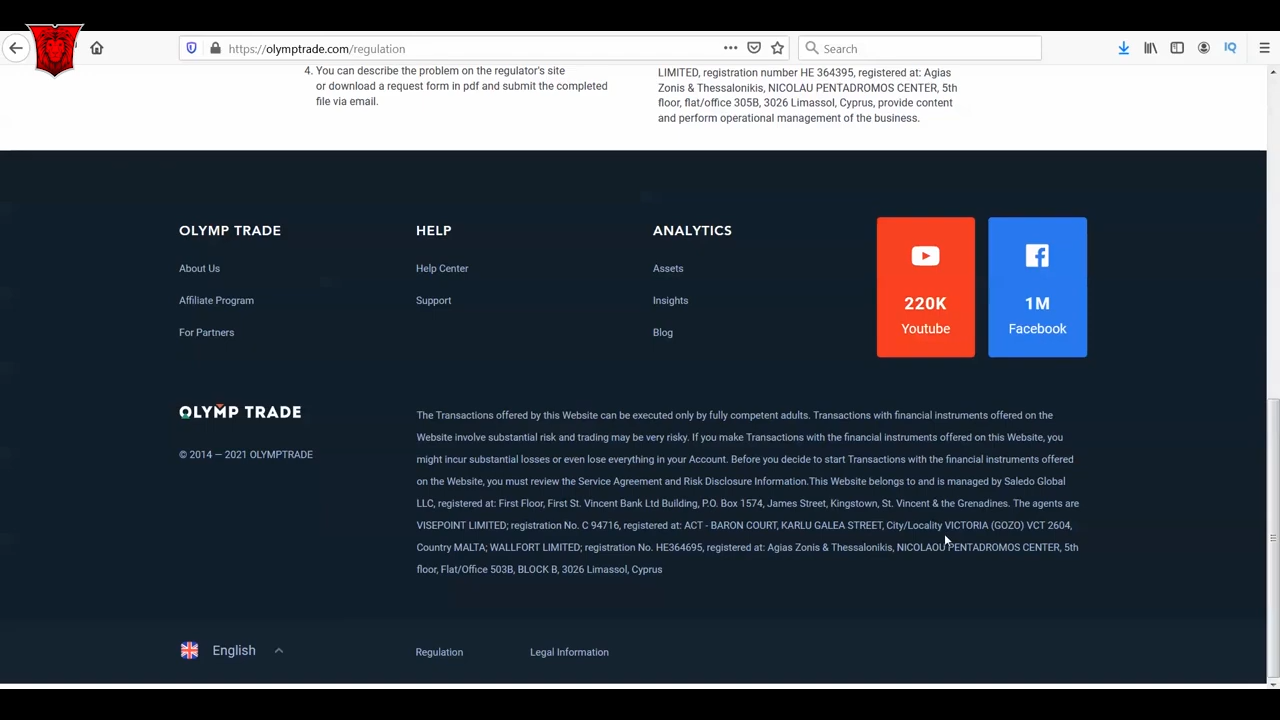 https://olymptrade.com/regulation
Search
IQ
4. You can describe the problem on the regulator's site
or download a request form in pdf and submit the completed
file via email.
LIMITED, registration number HE 364395, registered at: Agias
Zonis & Thessalonikis, NICOLAU PENTADROMOS CENTER, 5th
floor, flat/office 305B, 3026 Limassol, Cyprus, provide content
and perform operational management of the business.
OLYMP TRADE
About Us
Affiliate Program
For Partners
HELP
Help Center
Support
ANALYTICS
Assets
Insights
Blog
220K
Youtube
1M
Facebook
OLYMP TRADE
© 2014 — 2021 OLYMPTRADE
The Transactions offered by this Website can be executed only by fully competent adults. Transactions with financial instruments offered on the
Website involve substantial risk and trading may be very risky. If you make Transactions with the financial instruments offered on this Website, you
might incur substantial losses or even lose everything in your Account. Before you decide to start Transactions with the financial instruments offered
on the Website, you must review the Service Agreement and Risk Disclosure Information.This Website belongs to and is managed by Saledo Global
LLC, registered at: First Floor, First St. Vincent Bank Ltd Building, P.O. Box 1574, James Street, Kingstown, St. Vincent & the Grenadines. The agents are
VISEPOINT LIMITED; registration No. C 94716, registered at: ACT - BARON COURT, KARLU GALEA STREET, City/Locality VICTORIA (GOZO) VCT 2604,
Country MALTA; WALLFORT LIMITED; registration No. HE364695, registered at: Agias Zonis & Thessalonikis, NICOLAOU PENTADROMOS CENTER, 5th
floor, Flat/Office 503B, BLOCK B, 3026 Limassol, Cyprus
English
Regulation
Legal Information